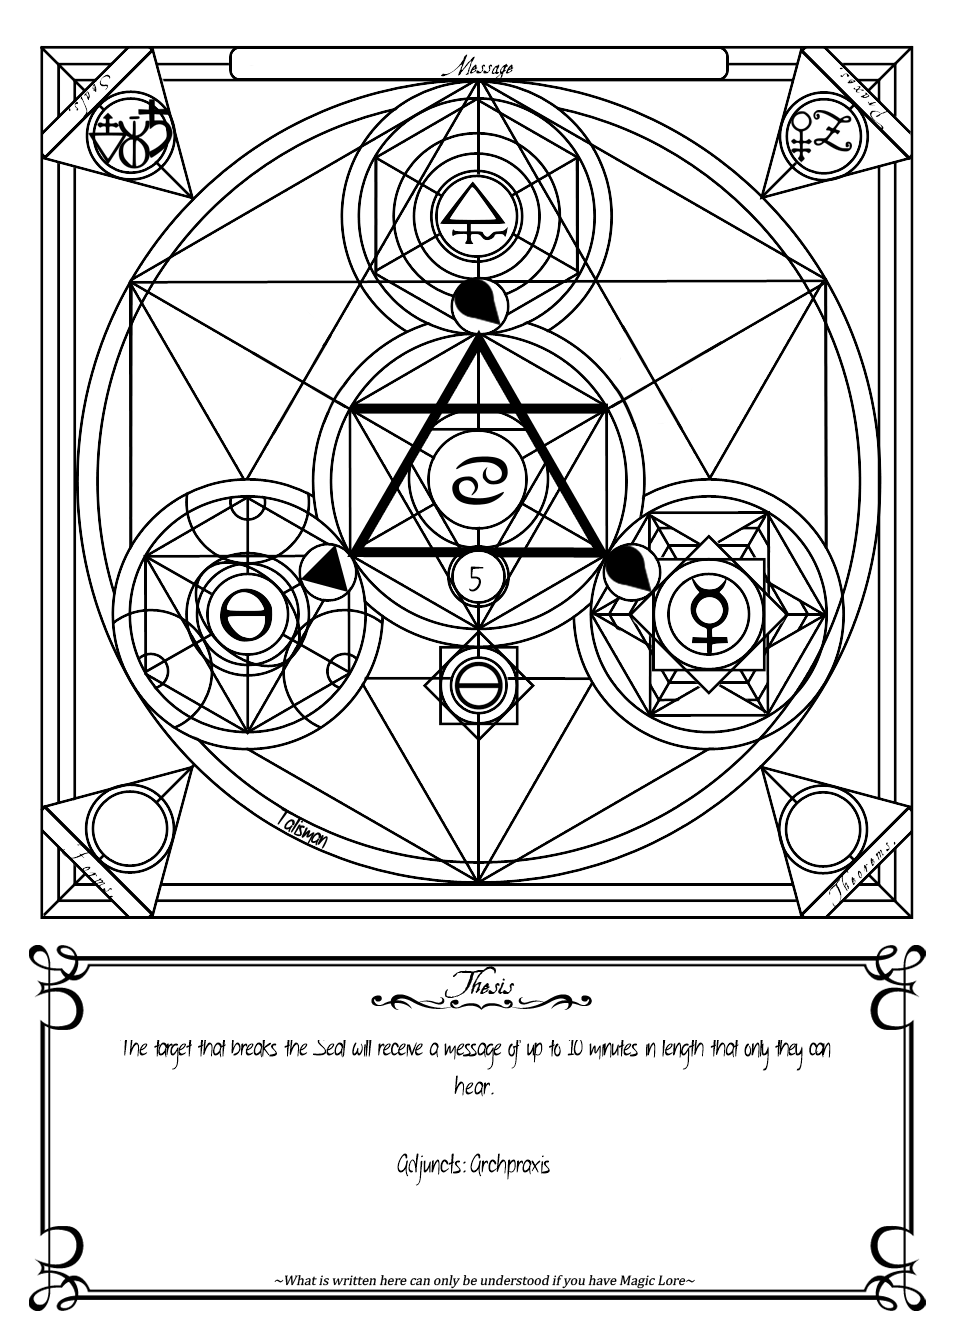 Message
Seals.
Praxes.
5
Talisman
Forms.
Theorems.
Thesis
The target that breaks the Seal will receive a message of up to 10 minutes in length that only they can
hear.
Adjuncts: Archpraxis
~What is written here can only be understood if you have Magic Lore~